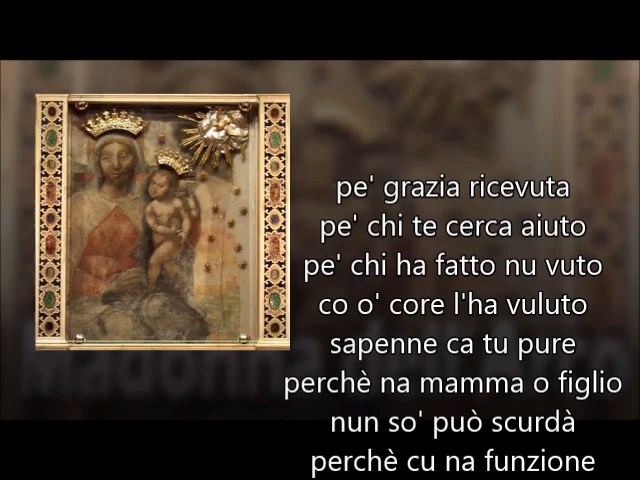 pe' grazia ricevuta
pe' chi te cerca aiuto
pe' chi ha fatto nu vuto
co o' core l'ha vuluto
sapenne ca tu pure
perchè na mamma o figlio
nun so' può scurdà
perchè cu na funzione
Madonna